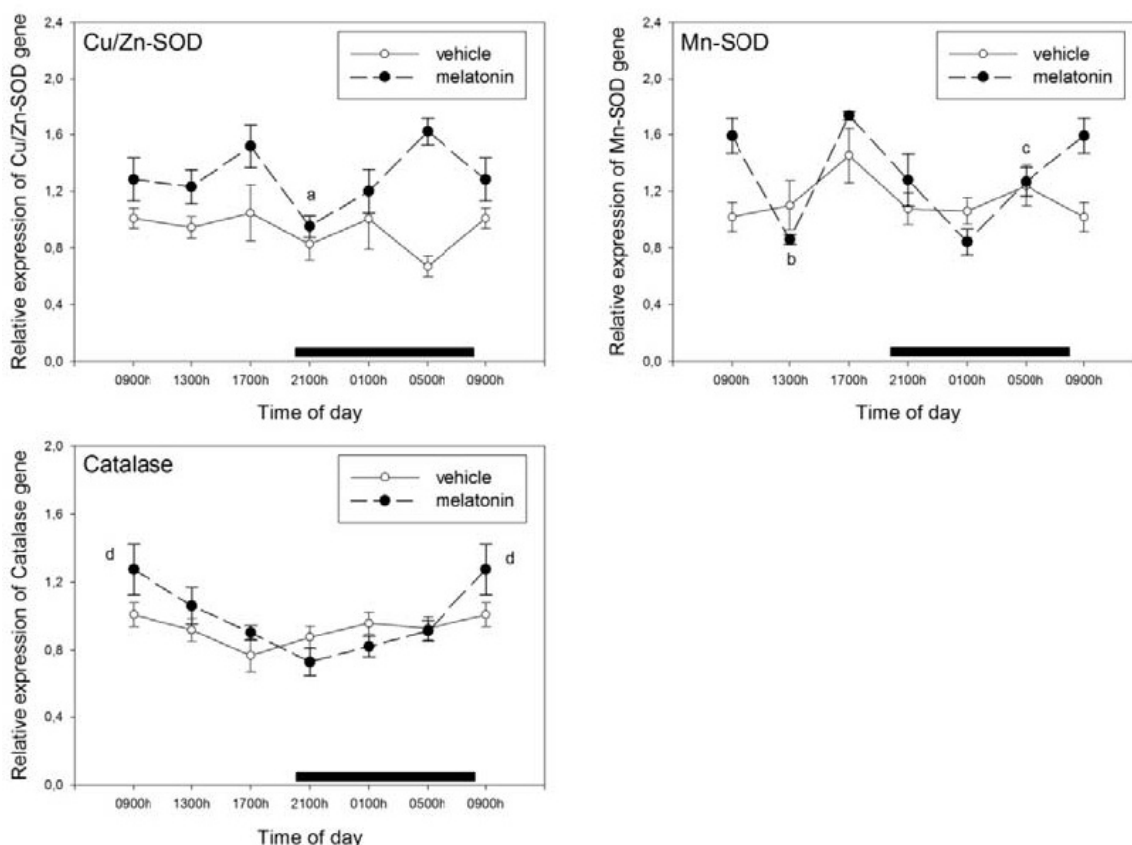 Cu/Zn-SOD
vehicle
melatonin
Relative expression of Cu/Zn-SOD gene
2,4
2,0
1,6
1,2
0,8
0,4
0,0
a
0900h 1300h 1700h 2100h 0100h 0500h 0900h
Time of day
Mn-SOD
vehicle
melatonin
Relative expression of Mn-SOD gene
2,4
2,0
1,6
1,2
0,8
0,4
0,0
c
b
0900h 1300h 1700h 2100h 0100h 0500h 0900h
Time of day
Catalase
vehicle
melatonin
Relative expression of Catalase gene
2,0
1,6
1,2
0,8
0,4
0,0
d
d
0900h 1300h 1700h 2100h 0100h 0500h 0900h
Time of day